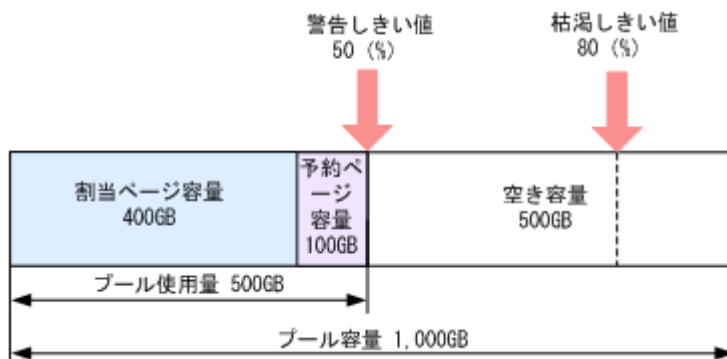 警告しきい値
50 (%)
枯渇しきい値
80 (%)
割当ページ容量
400GB
予約ペ
ージ
容量
100GB
空き容量
500GB
プール使用量 500GB
プール容量 1,000GB